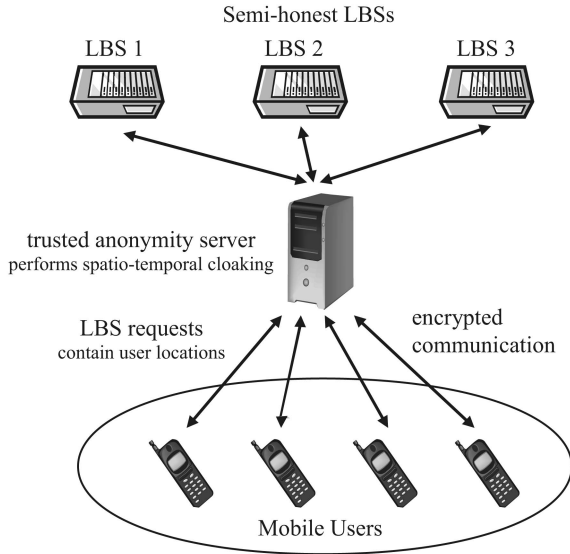 Semi-honest LBSs
LBS 1
LBS 2
LBS 3
trusted anonymity server
performs spatio-temporal cloaking
LBS requests
contain user locations
encrypted
communication
Mobile Users